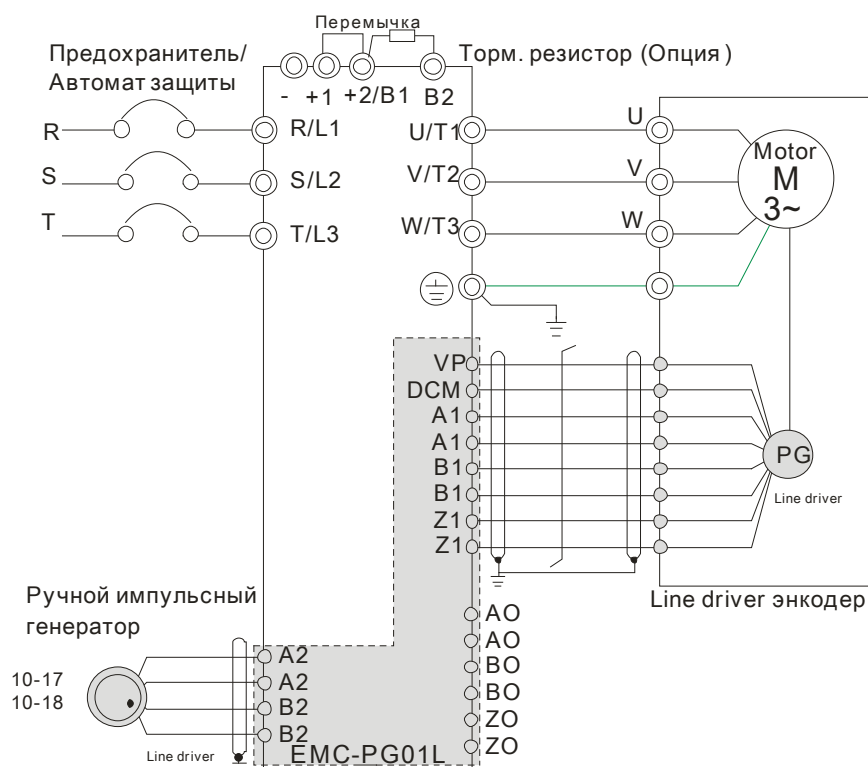 Перемычка
Предохранитель/
Автомат защиты
Торм. резистор (Опция)
- +1 +2/B1 B2
R R/L1 U/T1 U
S S/L2 V/T2 V
T T/L3 W/T3 W
Motor
M
3~
VP
DCM
A1
A1
B1
B1
Z1
Z1
PG
Line driver
Line driver энкодер
Ручной импульсный
генератор
10-17
10-18
A2
A2
B2
B2
Line driver
EMC-PG01L
AO
AO
BO
BO
ZO
ZO